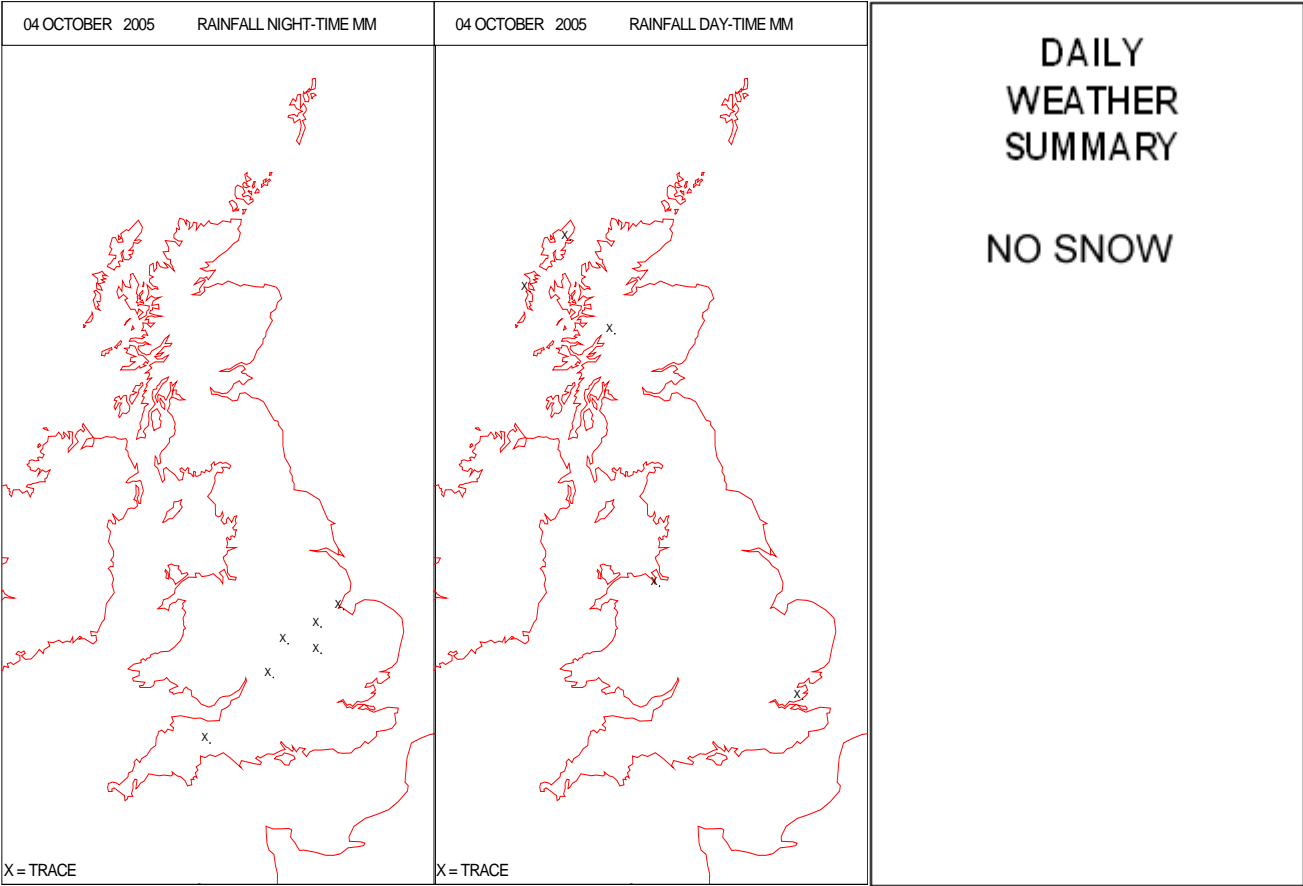 04 OCTOBER 2005 RAINFALL NIGHT-TIME MM
X.
X.
X.
X.
X.
X.
X = TRACE
04 OCTOBER 2005 RAINFALL DAY-TIME MM
X.
X.
X.
X.
X.
X = TRACE
DAILY
WEATHER
SUMMARY
NO SNOW